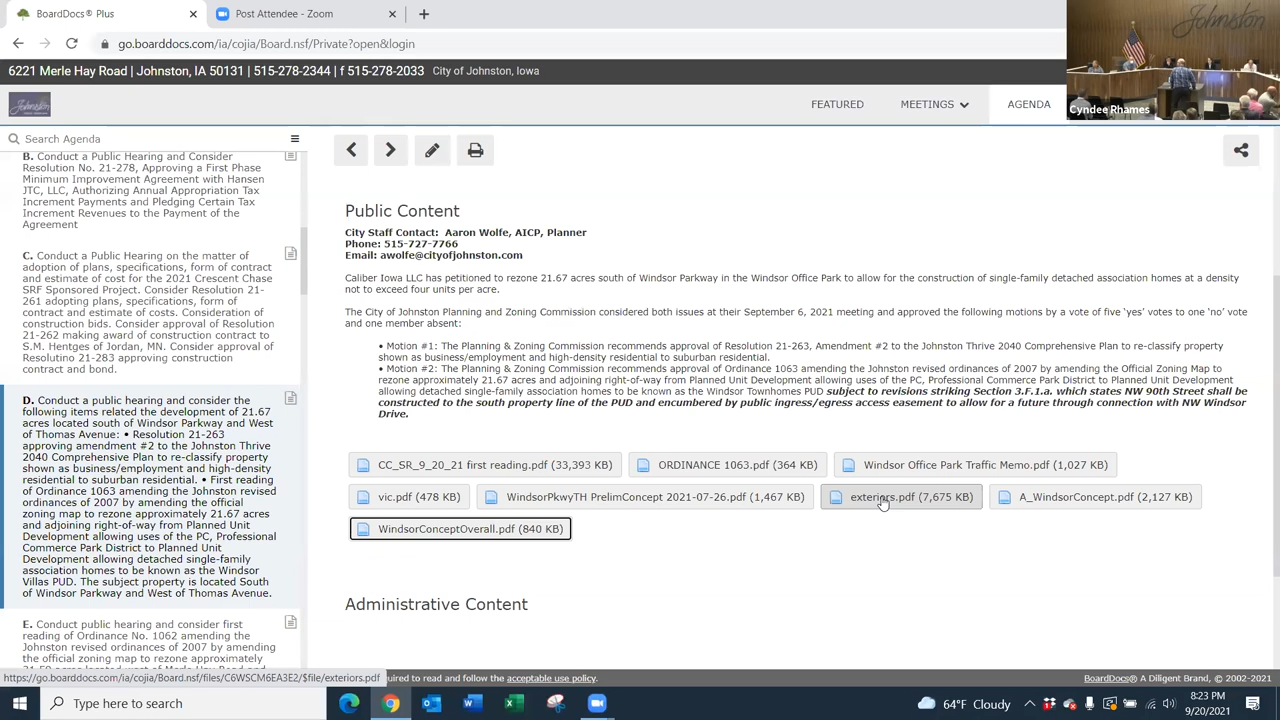 BoardDocs® Plus
Post Attendee - Zoom
go.boarddocs.com/ia/cojia/Board.nsf/Private?open&login
6221 Merle Hay Road | Johnston, IA 50131 | 515-278-2344 | f 515-278-2033
City of Johnston, Iowa
Johnston
Cyndee Rhames
Johnston
FEATURED
MEETINGS
AGENDA
Search Agenda
B. Conduct a Public Hearing and Consider
Resolution No. 21-278, Approving a First Phase
Minimum Improvement Agreement with Hansen
JTC, LLC, Authorizing Annual Appropriation Tax
Increment Payments and Pledging Certain Tax
Increment Revenues to the Payment of the
Agreement
C. Conduct a Public Hearing on the matter of
adoption of plans, specifications, form of contract
and estimate of cost for the 2021 Crescent Chase
SRF Sponsored Project. Consider Resolution 21-
261 adopting plans, specifications, form of
contract and estimate of costs. Consideration of
construction bids. Consider approval of Resolution
21-262 making award of construction contract to
S.M. Hentges of Jordan, MN. Consider approval of
Resolution 21-283 approving construction
contract and bond.
D. Conduct a public hearing and consider the
following items related the development of 21.67
acres located south of Windsor Parkway and West
of Thomas Avenue: • Resolution 21-263
approving amendment #2 to the Johnston Thrive
2040 Comprehensive Plan to re-classify property
shown as business/employment and high-density
residential to suburban residential. • First reading
of Ordinance 1063 amending the Johnston revised
ordinances of 2007 by amending the official
zoning map to rezone approximately 21.67 acres
and adjoining right-of-way from Planned Unit
Development allowing uses of the PC, Professional
Commerce Park District to Planned Unit
Development allowing detached single-family
association homes to be known as the Windsor
Villas PUD. The subject property is located South
of Windsor Parkway and West of Thomas Avenue.
E. Conduct public hearing and consider first
reading of Ordinance No. 1062 amending the
Johnston revised ordinances of 2007 by amending
the official zoning map to rezone approximately
Public Content
City Staff Contact: Aaron Wolfe, AICP, Planner
Phone: 515-727-7766
Email: awolfe@cityofjohnston.com
Caliber Iowa LLC has petitioned to rezone 21.67 acres south of Windsor Parkway in the Windsor Office Park to allow for the construction of single-family detached association homes at a density
not to exceed four units per acre.
The City of Johnston Planning and Zoning Commission considered both issues at their September 6, 2021 meeting and approved the following motions by a vote of five 'yes' votes to one 'no' vote
and one member absent:
• Motion #1: The Planning & Zoning Commission recommends approval of Resolution 21-263, Amendment #2 to the Johnston Thrive 2040 Comprehensive Plan to re-classify property
shown as business/employment and high-density residential to suburban residential.
• Motion #2: The Planning & Zoning Commission recommends approval of Ordinance 1063 amending the Johnston revised ordinances of 2007 by amending the Official Zoning Map to
rezone approximately 21.67 acres and adjoining right-of-way from Planned Unit Development allowing uses of the PC, Professional Commerce Park District to Planned Unit Development
allowing detached single-family association homes to be known as the Windsor Townhomes PUD subject to revisions striking Section 3.F.1.a. which states NW 90th Street shall be
constructed to the south property line of the PUD and encumbered by public ingress/egress access easement to allow for a future through connection with NW Windsor
Drive.
CC_SR_9_20_21 first reading.pdf (33,393 KB)
ORDINANCE 1063.pdf (364 KB)
Windsor Office Park Traffic Memo.pdf (1,027 KB)
vic.pdf (478 KB)
WindsorPkwyTH PrelimConcept 2021-07-26.pdf (1,467 KB)
exteriors.pdf (7,675 KB)
A_WindsorConcept.pdf (2,127 KB)
WindsorConceptOverall.pdf (840 KB)
Administrative Content
https://go.boarddocs.com/ia/cojia/Board.nsf/files/C6WSCM6EA3E2/$file/exteriors.pdf
uired to read and follow the acceptable use policy.
BoardDocs® A Diligent Brand, © 2002-2021
Type here to search
64°F Cloudy
8:23 PM
9/20/2021